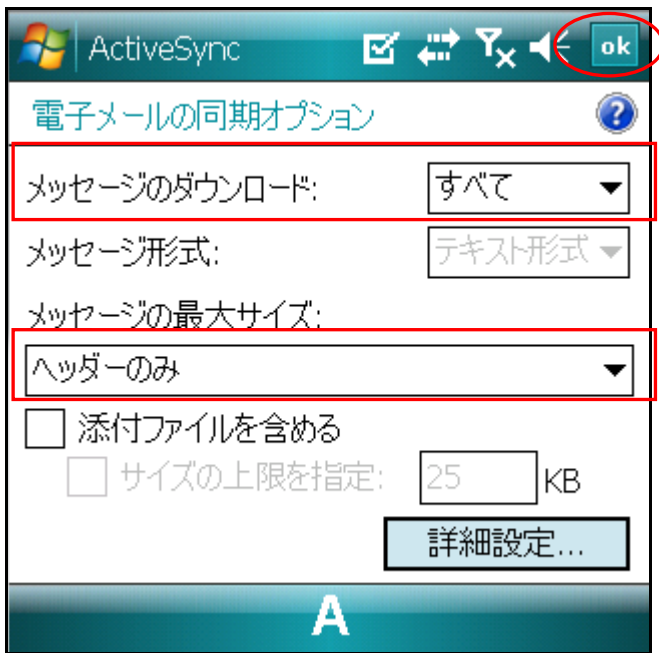 ActiveSync ok
電子メールの同期オプション ?
メッセージのダウンロード: すべて
メッセージ形式: テキスト形式
メッセージの最大サイズ:
ヘッダーのみ
添付ファイルを含める
サイズの上限を指定: 25 KB
詳細設定...
A